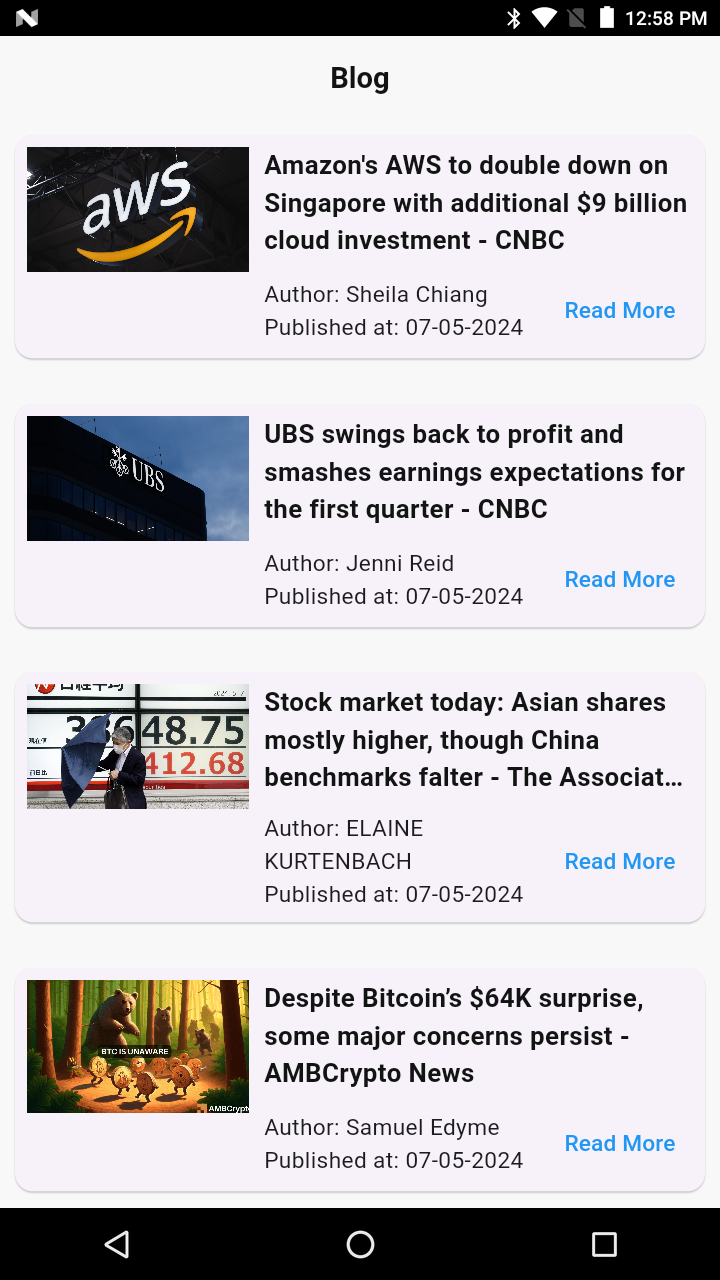 12:58 PM
Blog
aws
Amazon's AWS to double down on
Singapore with additional $9 billion
cloud investment - CNBC
Author: Sheila Chiang
Published at: 07-05-2024
Read More
UBS
UBS swings back to profit and
smashes earnings expectations for
the first quarter - CNBC
Author: Jenni Reid
Published at: 07-05-2024
Read More
48.75
412.68
Stock market today: Asian shares
mostly higher, though China
benchmarks falter - The Associat…
Author: ELAINE
KURTENBACH
Published at: 07-05-2024
Read More
BTC IS UNAWARE
AMBCrypto
Despite Bitcoin’s $64K surprise,
some major concerns persist -
AMBCrypto News
Author: Samuel Edyme
Published at: 07-05-2024
Read More